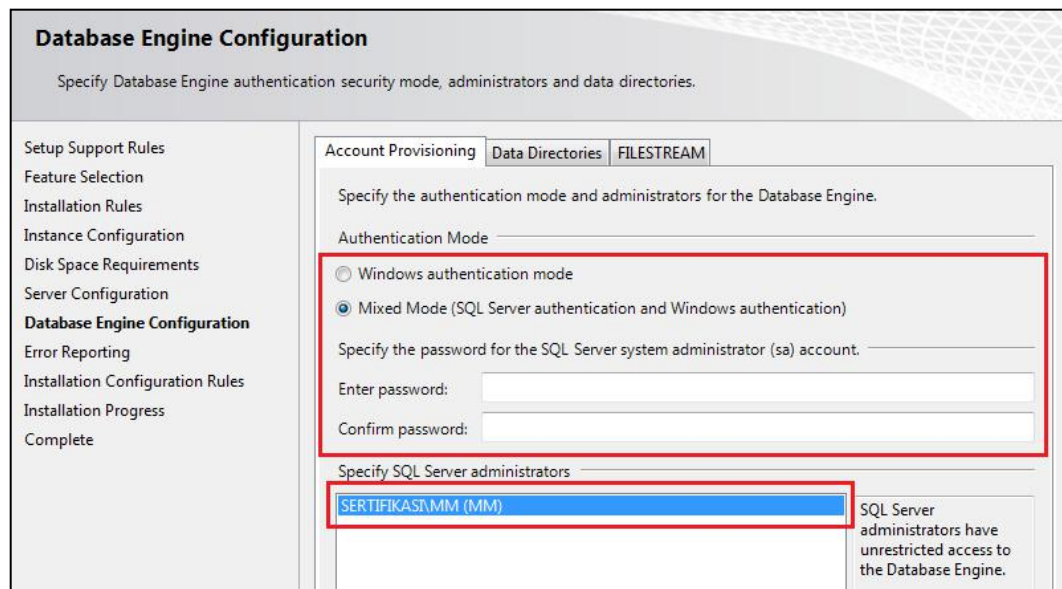 Database Engine Configuration
Specify Database Engine authentication security mode, administrators and data directories.
Setup Support Rules
Feature Selection
Installation Rules
Instance Configuration
Disk Space Requirements
Server Configuration
Database Engine Configuration
Error Reporting
Installation Configuration Rules
Installation Progress
Complete
Account Provisioning
Data Directories
FILESTREAM
Specify the authentication mode and administrators for the Database Engine.
Authentication Mode
Windows authentication mode
Mixed Mode (SQL Server authentication and Windows authentication)
Specify the password for the SQL Server system administrator (sa) account.
Enter password:
Confirm password:
Specify SQL Server administrators
SERTIFIKASI\MM (MM)
SQL Server
administrators have
unrestricted access to
the Database Engine.